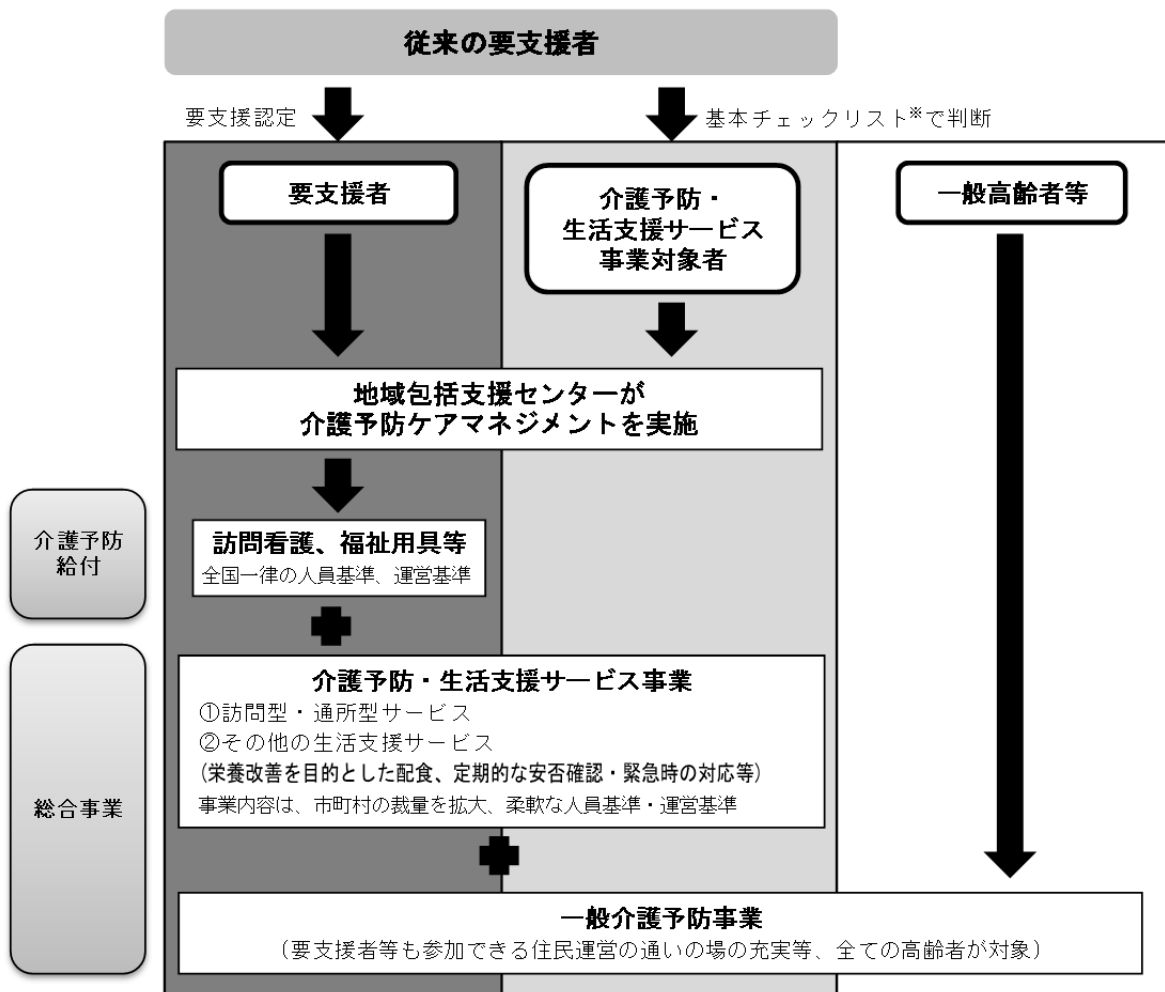 従来の要支援者
要支援認定
基本チェックリスト※で判断
要支援者
介護予防・
生活支援サービス
事業対象者
一般高齢者等
地域包括支援センターが
介護予防ケアマネジメントを実施
介護予防
給付
訪問看護、福祉用具等
全国一律の人員基準、運営基準
総合事業
介護予防・生活支援サービス事業
①訪問型・通所型サービス
②その他の生活支援サービス
(栄養改善を目的とした配食、定期的な安否確認・緊急時の対応等)
事業内容は、市町村の裁量を拡大、柔軟な人員基準・運営基準
一般介護予防事業
(要支援者等も参加できる住民運営の通いの場の充実等、全ての高齢者が対象)